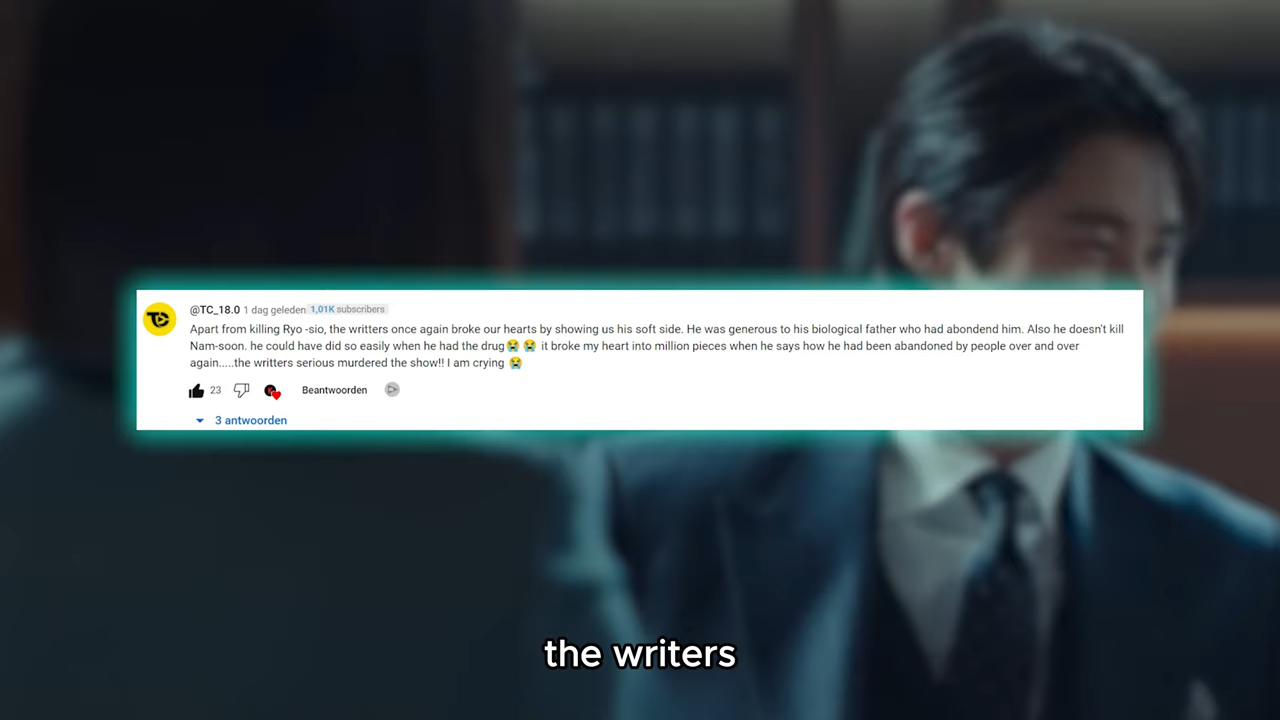 @TC_18.0 1 dag geleden 1,01K subscribers
Apart from killing Ryo -sio, the writters once again broke our hearts by showing us his soft side. He was generous to his biological father who had abondend him. Also he doesn't kill
Nam-soon. he could have did so easily when he had the drug😭 😭 it broke my heart into million pieces when he says how he had been abandoned by people over and over
again.....the writters serious murdered the show!! I am crying 😭
23 Beantwoorden
3 antwoorden
the writers